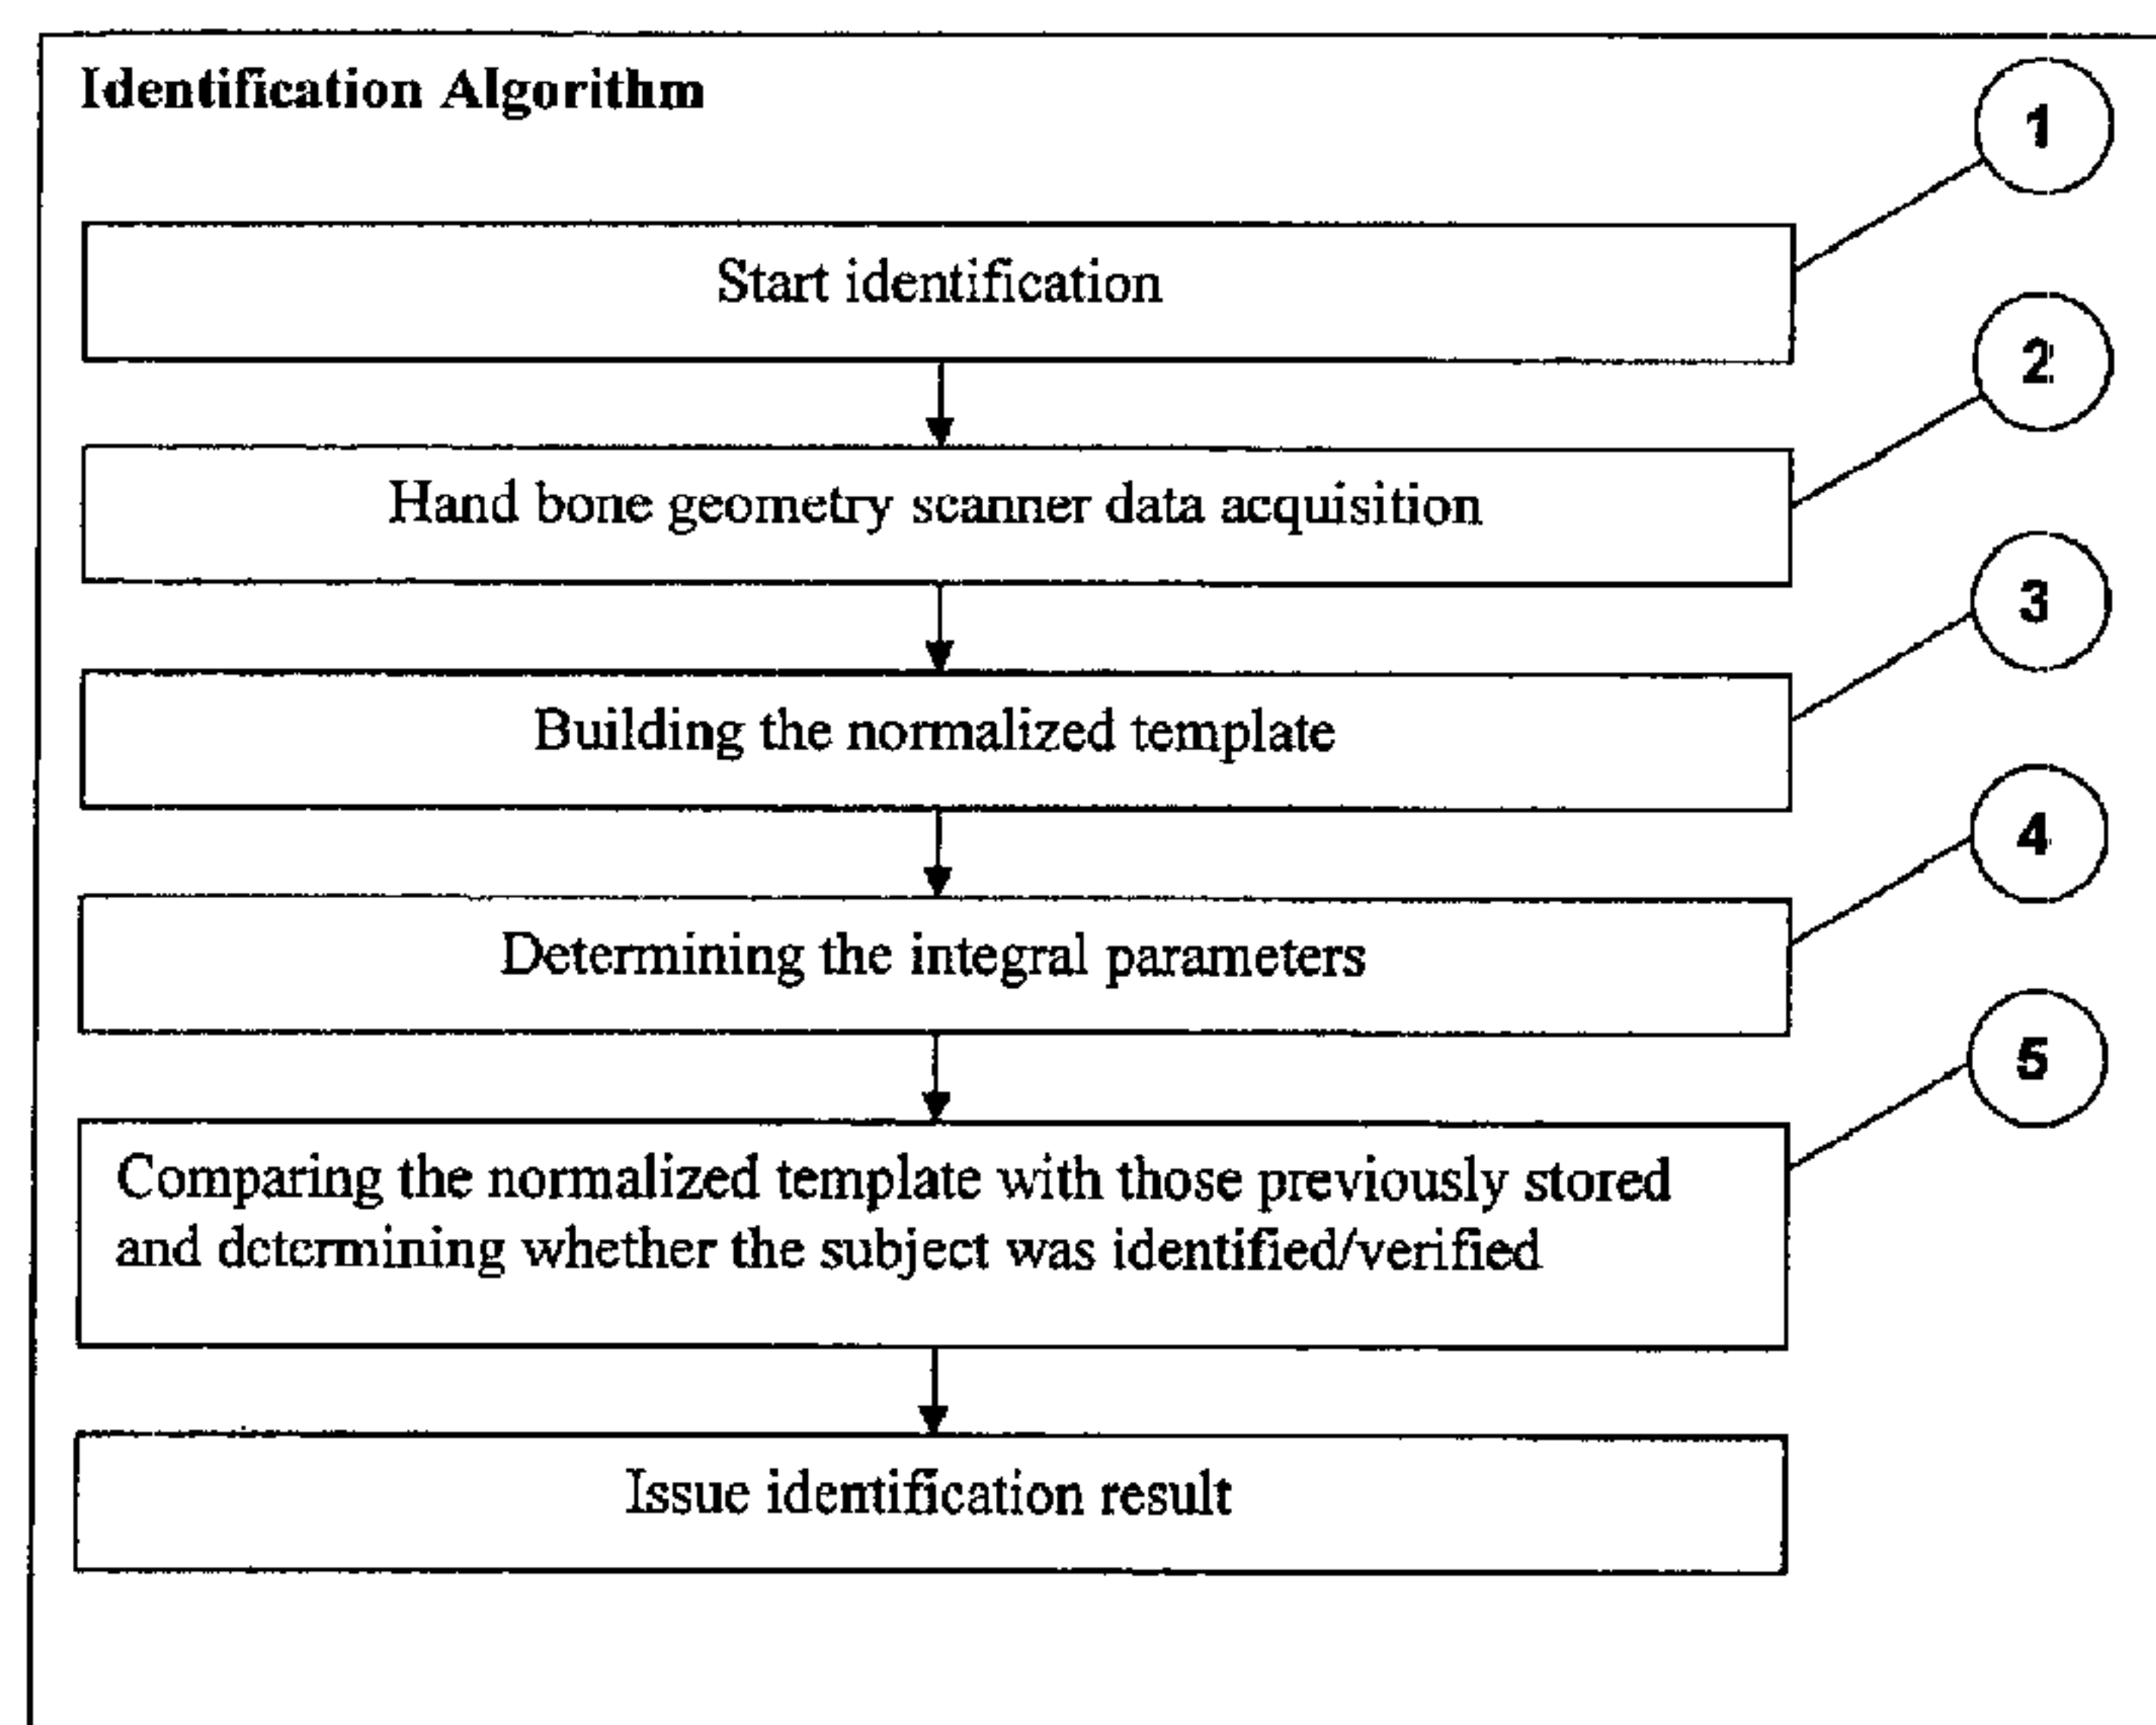 Identification Algorithm
1
Start identification
2
Hand bone geometry scanner data acquisition
3
Building the normalized template
4
Determining the integral parameters
5
Comparing the normalized template with those previously stored
and determining whether the subject was identified/verified
Issue identification result